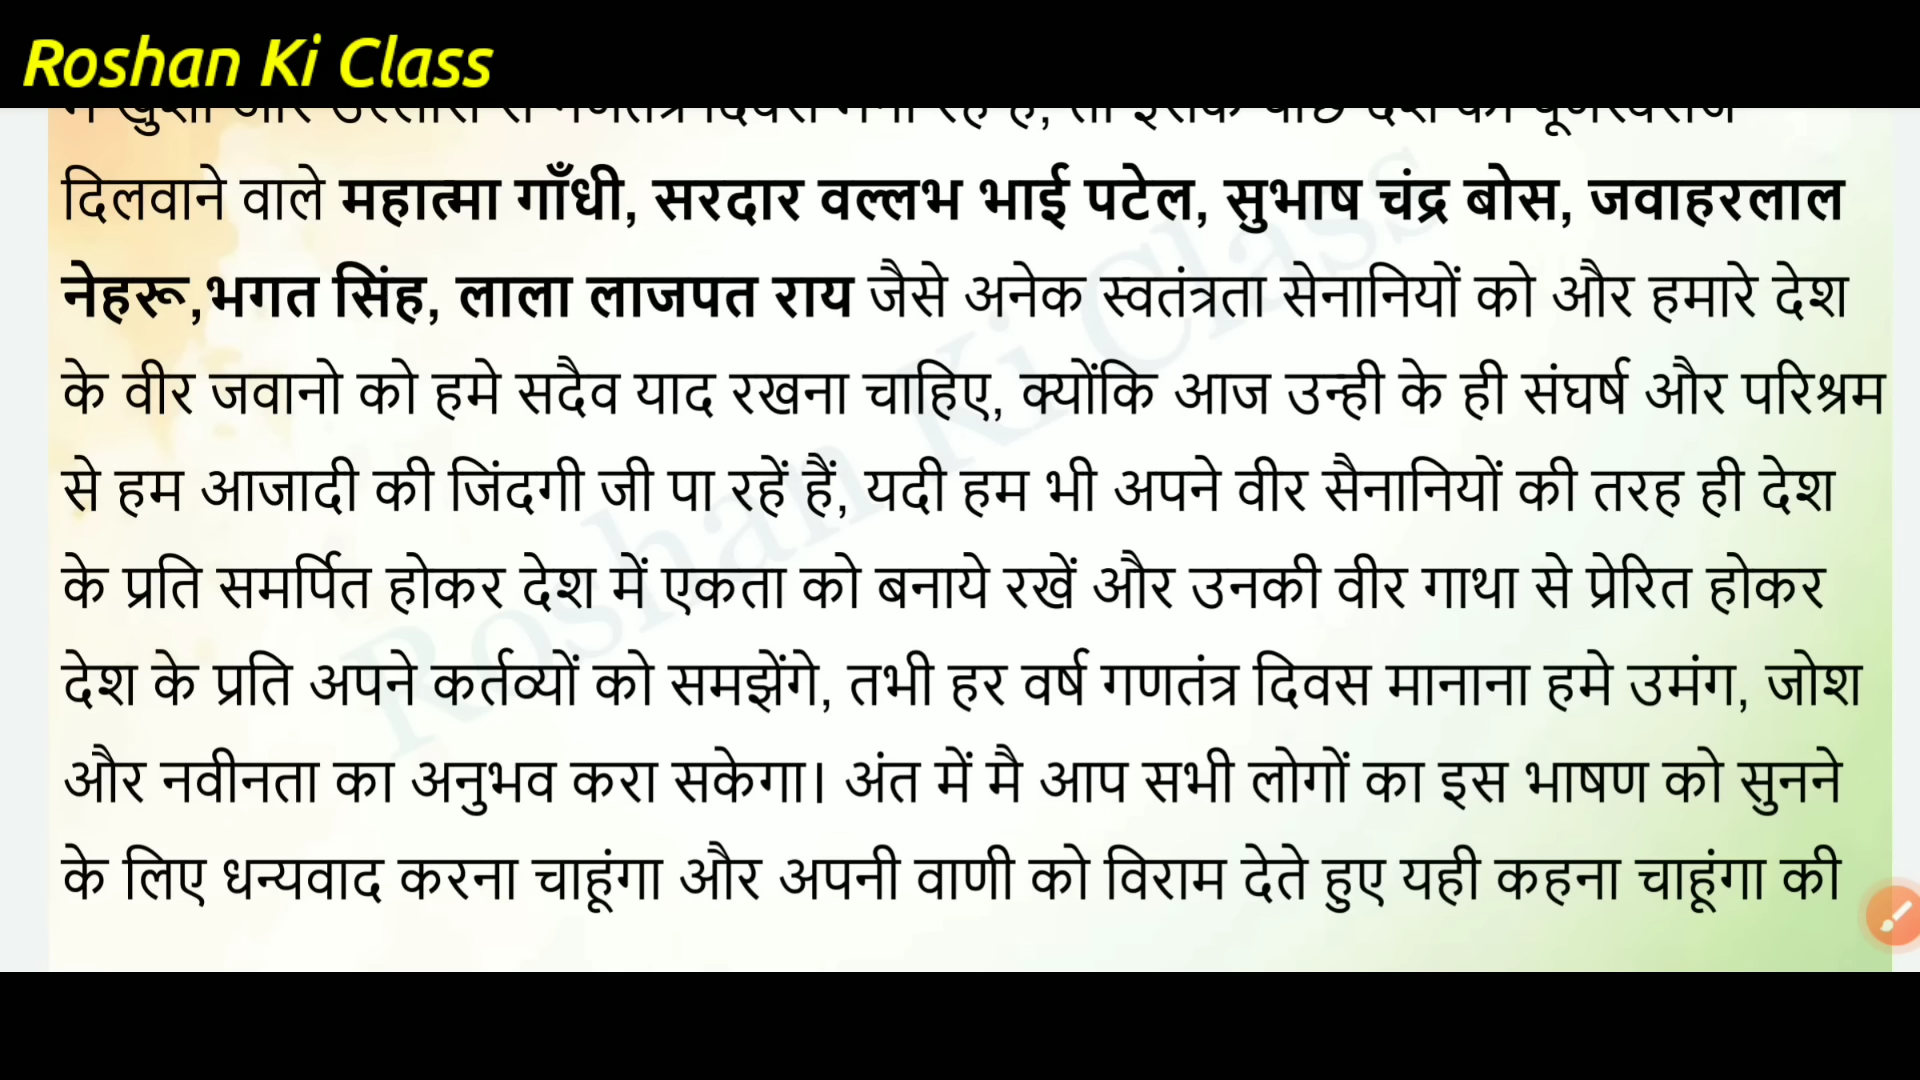 Roshan Ki Class
दिलवाने वाले महात्मा गाँधी, सरदार वल्लभ भाई पटेल, सुभाष चंद्र बोस, जवाहरलाल
नेहरू,भगत सिंह, लाला लाजपत राय जैसे अनेक स्वतंत्रता सेनानियों को और हमारे देश
के वीर जवानो को हमे सदैव याद रखना चाहिए, क्योंकि आज उन्ही के ही संघर्ष और परिश्रम
से हम आजादी की जिंदगी जी पा रहें हैं, यदी हम भी अपने वीर सैनानियों की तरह ही देश
के प्रति समर्पित होकर देश में एकता को बनाये रखें और उनकी वीर गाथा से प्रेरित होकर
देश के प्रति अपने कर्तव्यों को समझेंगे, तभी हर वर्ष गणतंत्र दिवस मानाना हमे उमंग, जोश
और नवीनता का अनुभव करा सकेगा। अंत में मै आप सभी लोगों का इस भाषण को सुनने
के लिए धन्यवाद करना चाहूंगा और अपनी वाणी को विराम देते हुए यही कहना चाहूंगा की
Roshan Ki Class